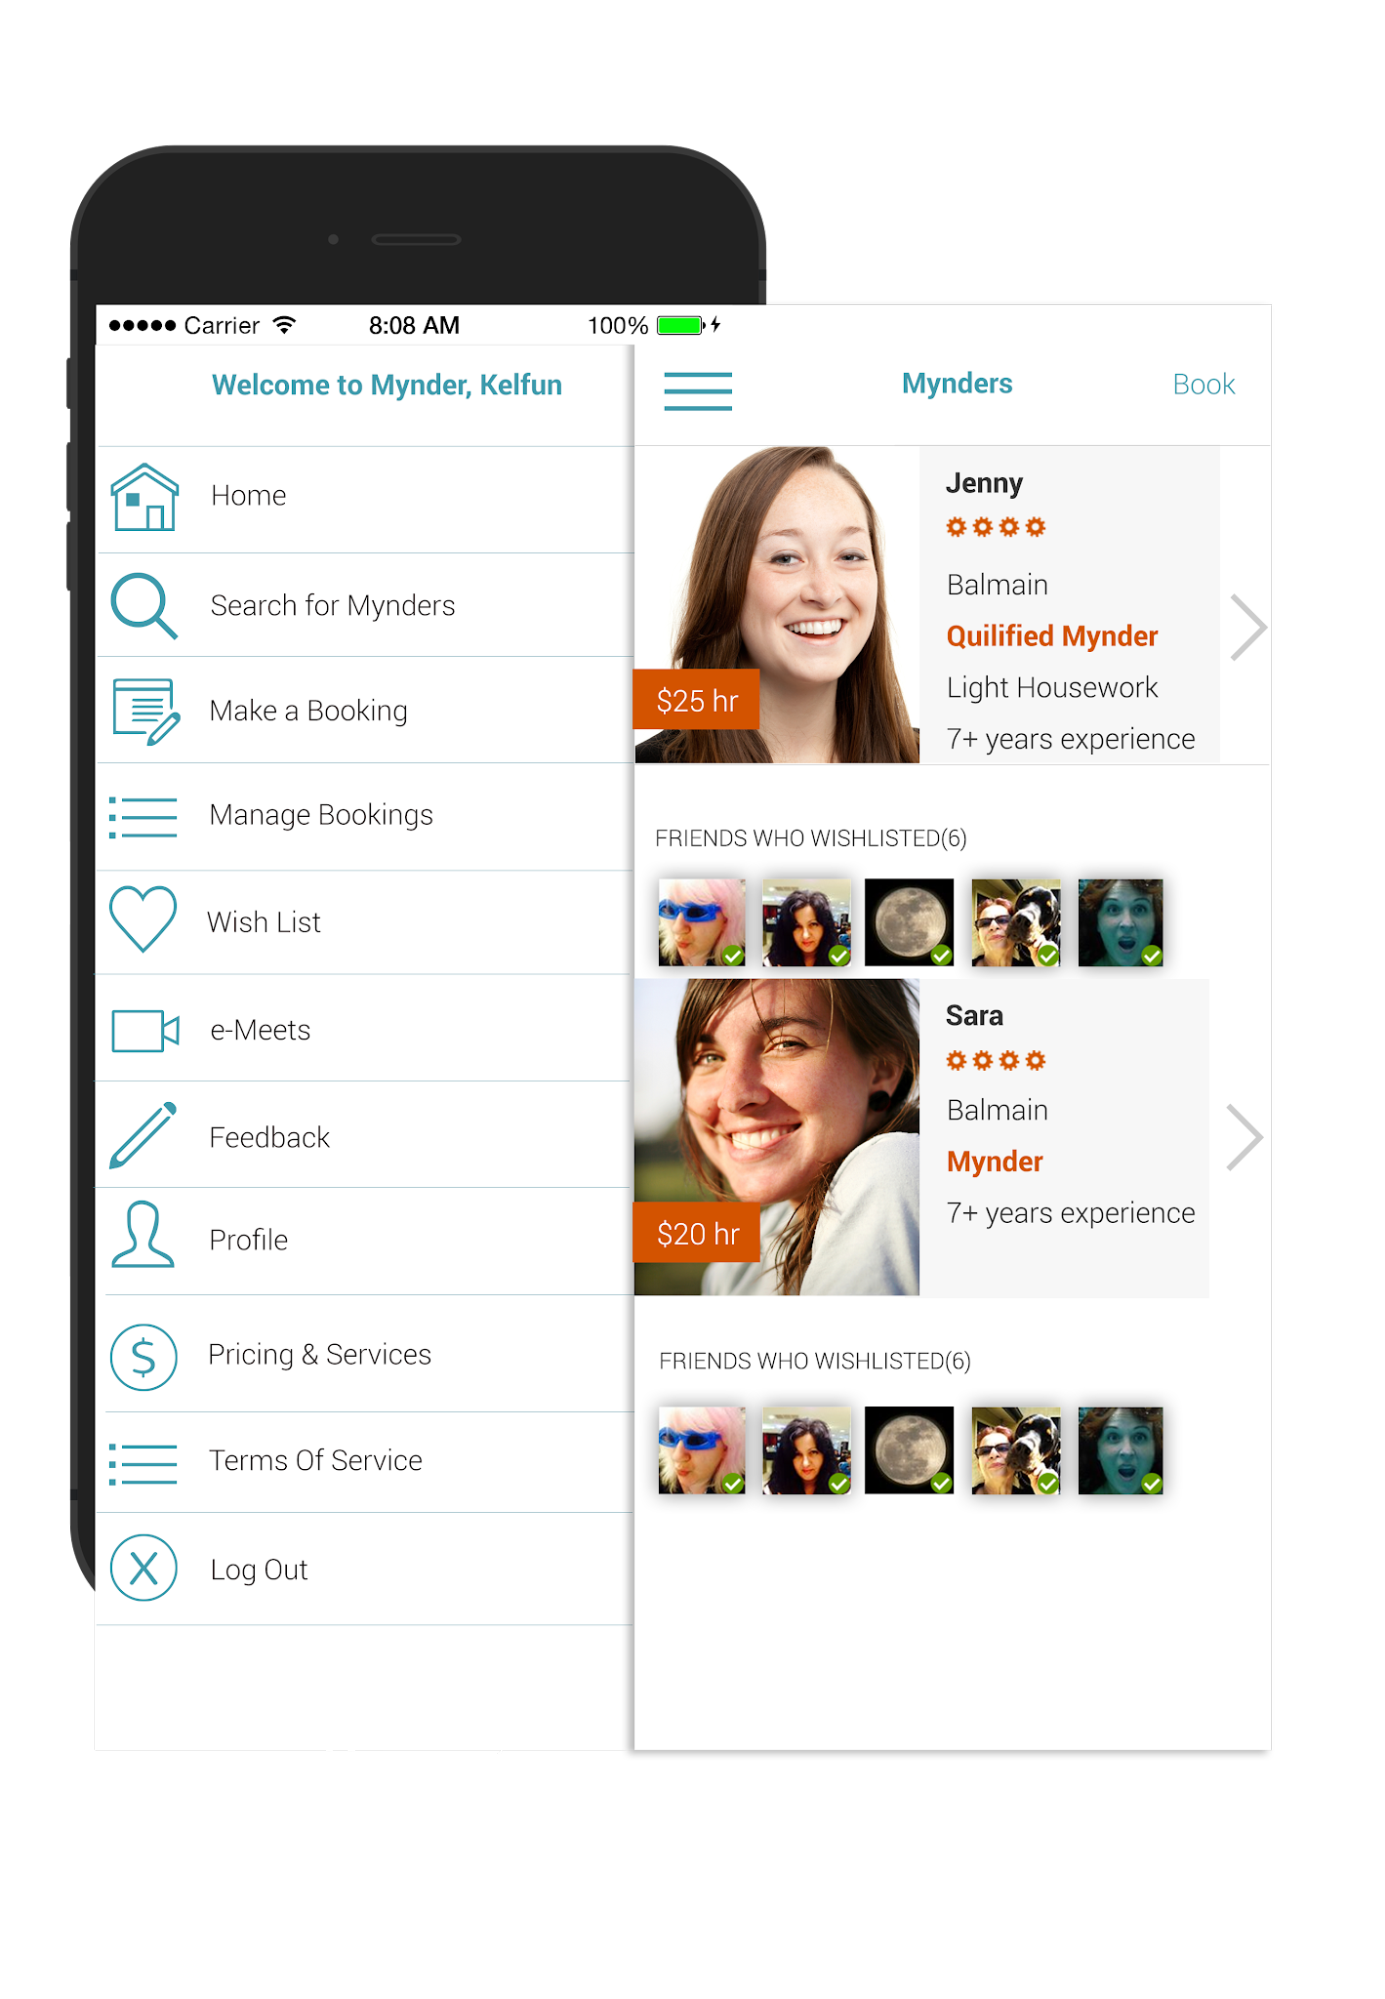 Carrier 8:08 AM 100%
Welcome to Mynder, Kelfun
Home
Search for Mynders
Make a Booking
Manage Bookings
Wish List
e-Meets
Feedback
Profile
$
Pricing & Services
Terms Of Service
X
Log Out
Mynders
Book
Jenny
Balmain
Quilified Mynder
Light Housework
7+ years experience
$25 hr
FRIENDS WHO WISHLISTED(6)
Sara
Balmain
Mynder
7+ years experience
$20 hr
FRIENDS WHO WISHLISTED(6)